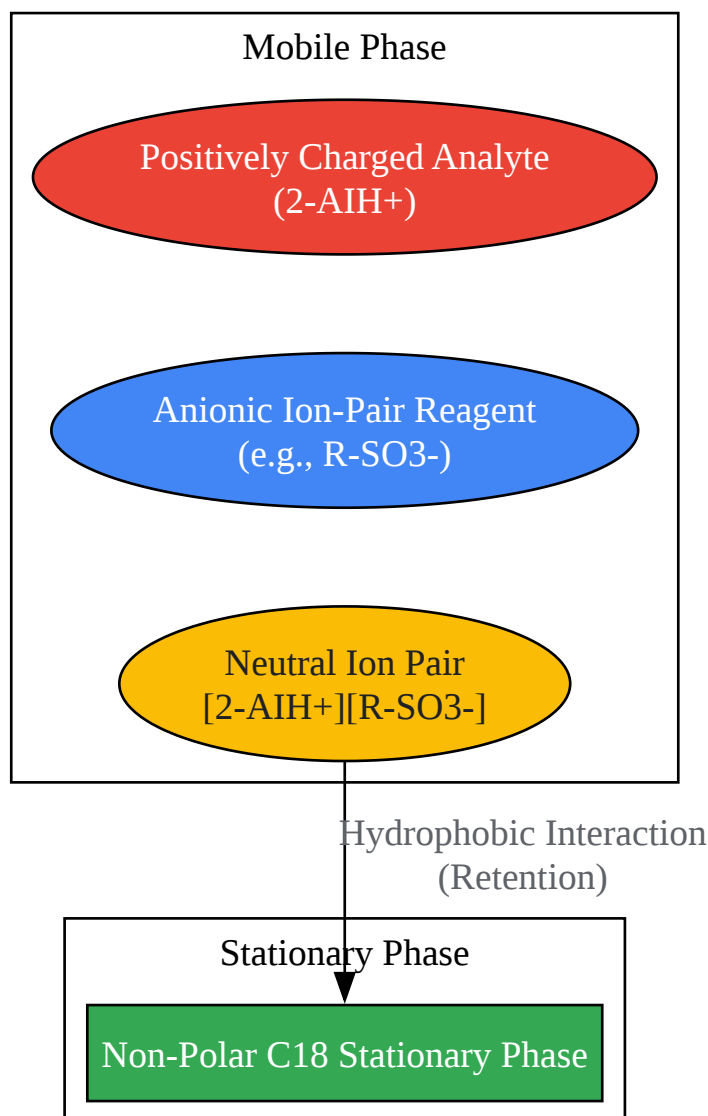 Mobile Phase
Positively Charged Analyte
(2-AIH+)
Anionic Ion-Pair Reagent
(e.g., R-SO3-)
Neutral Ion Pair
[2-AIH+][R-SO3-]
Hydrophobic Interaction
(Retention)
Stationary Phase
Non-Polar C18 Stationary Phase